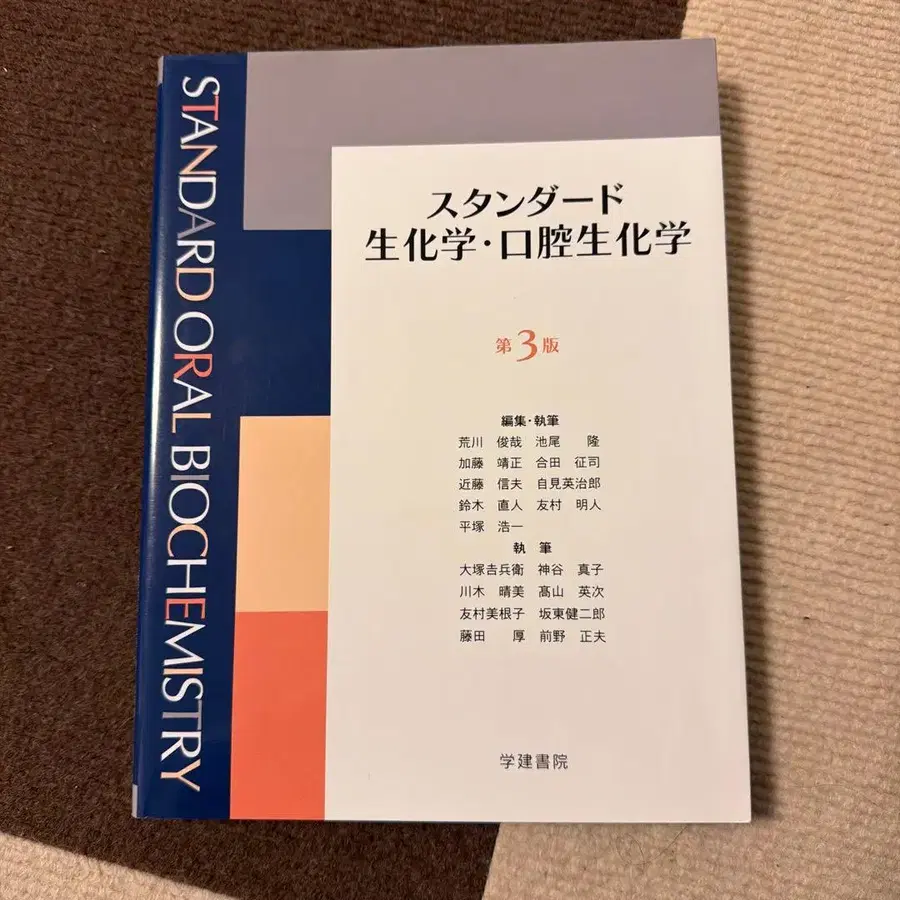 STANDARD ORAL BIOCHEMISTRY
スタンダード
生化学・口腔生化学
第3版
編集・執筆
荒川 俊哉 池尾 隆
加藤 靖正 合田 征司
近藤 信夫 自見英治郎
鈴木 直人 友村 明人
平塚 浩一
執 筆
大塚𠮷兵衛 神谷 真子
川木 晴美 髙山 英次
友村美根子 坂東健二郎
藤田 厚 前野 正夫
学建書院